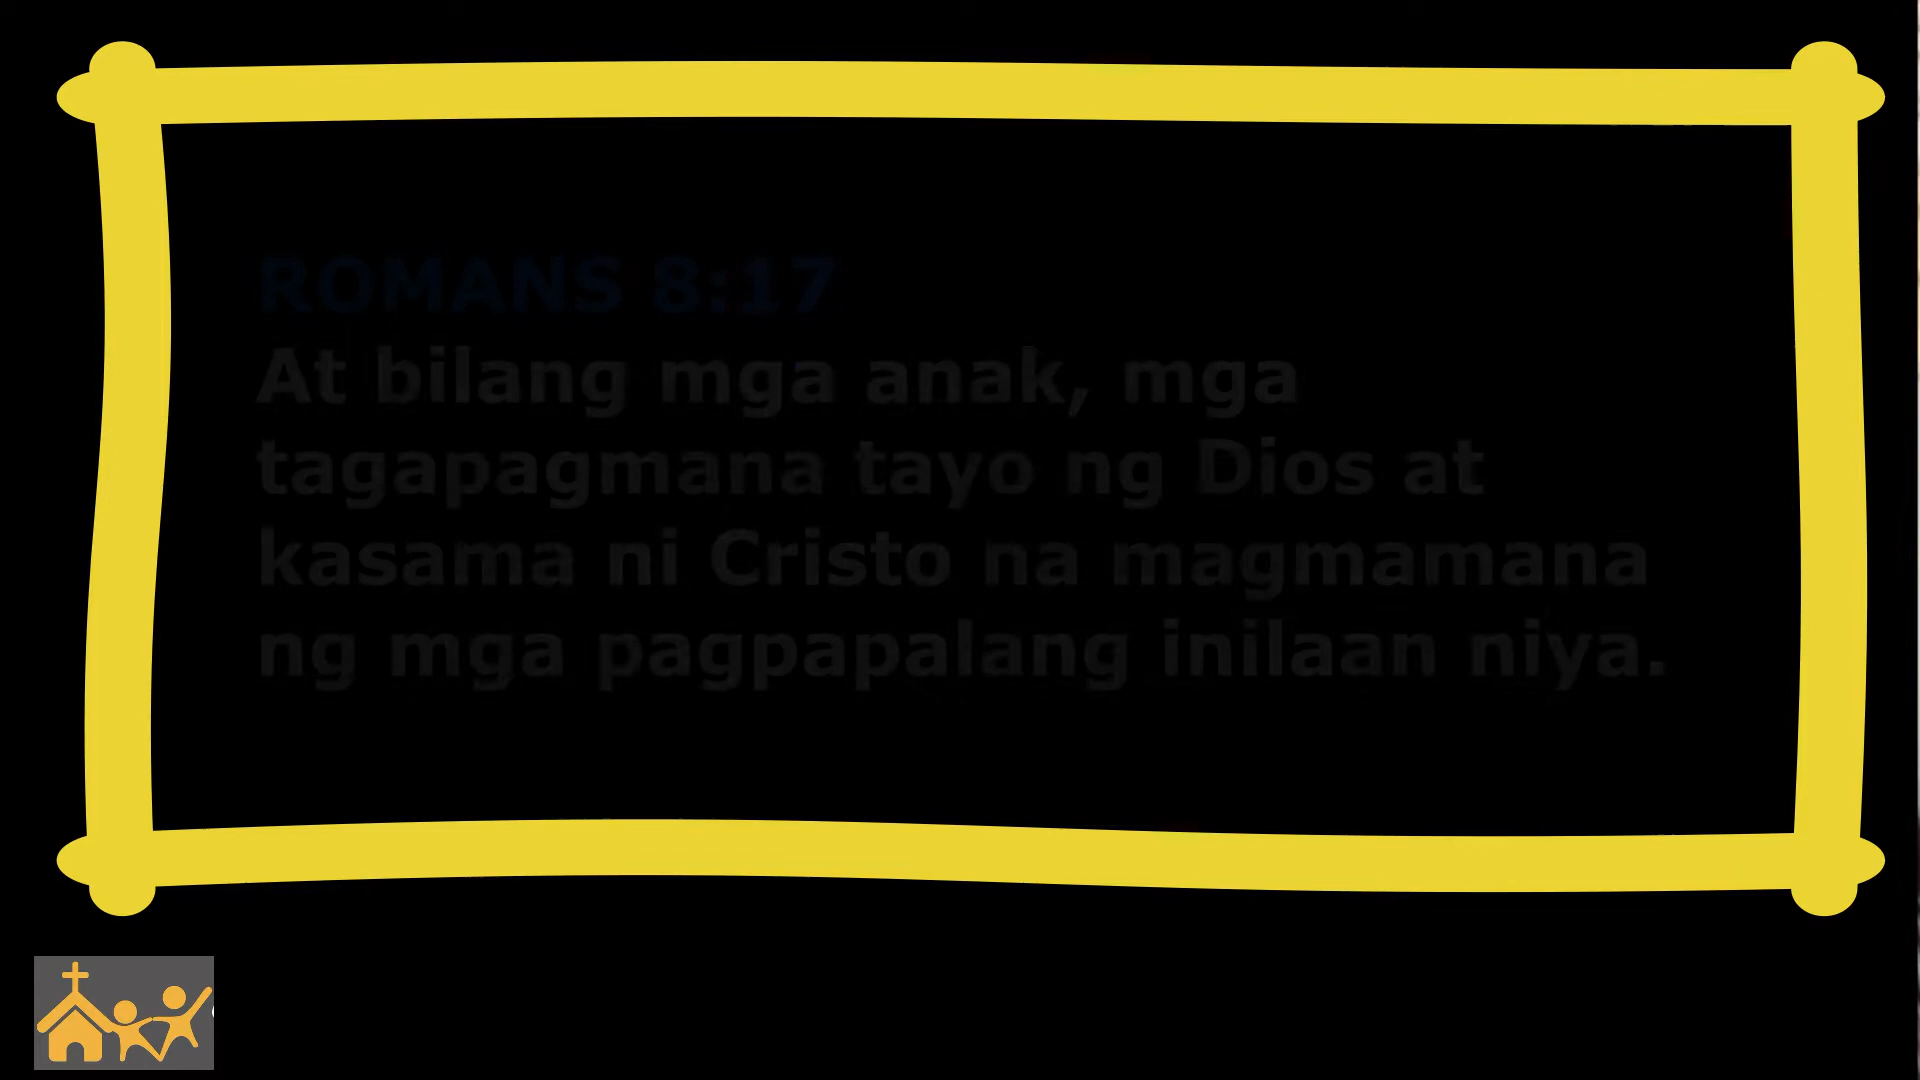 ROMANS 8:17
At bilang mga anak, mga
tagapagmana tayo ng Dios at
kasama ni Cristo na magmamana
ng mga pagpapalang inilaan niya.